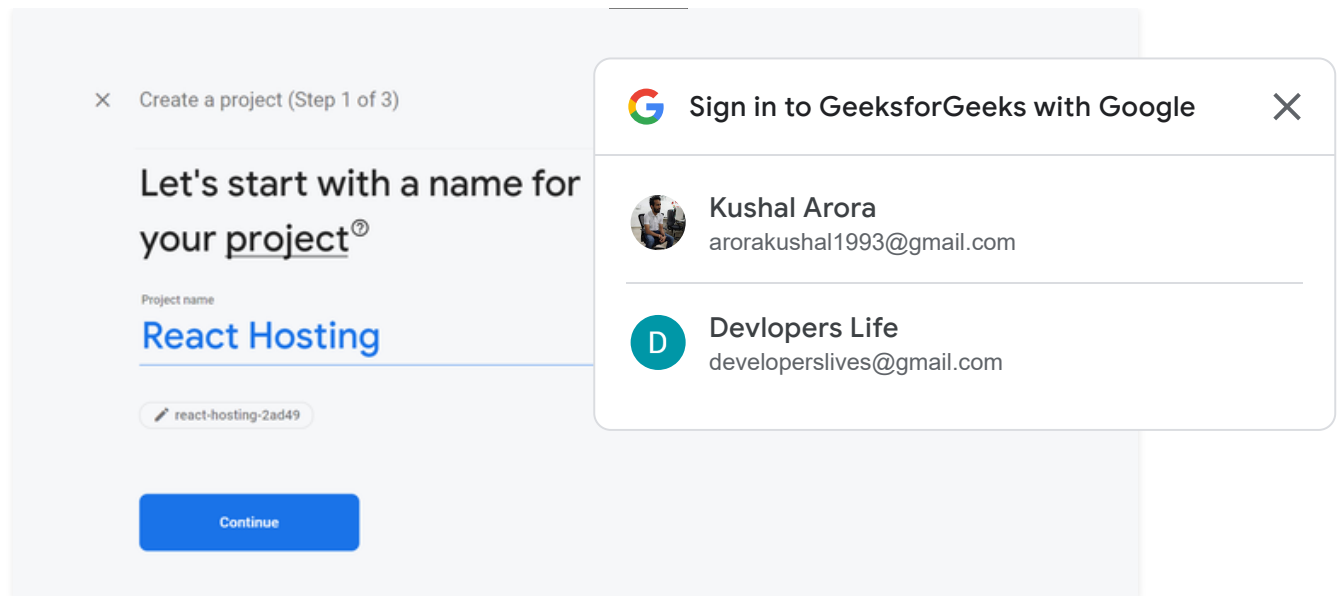 Create a project (Step 1 of 3)
Let's start with a name for
your project
Project name
React Hosting
react-hosting-2ad49
Continue
Sign in to GeeksforGeeks with Google
Kushal Arora
arorakushal1993@gmail.com
D
Devlopers Life
developerslives@gmail.com